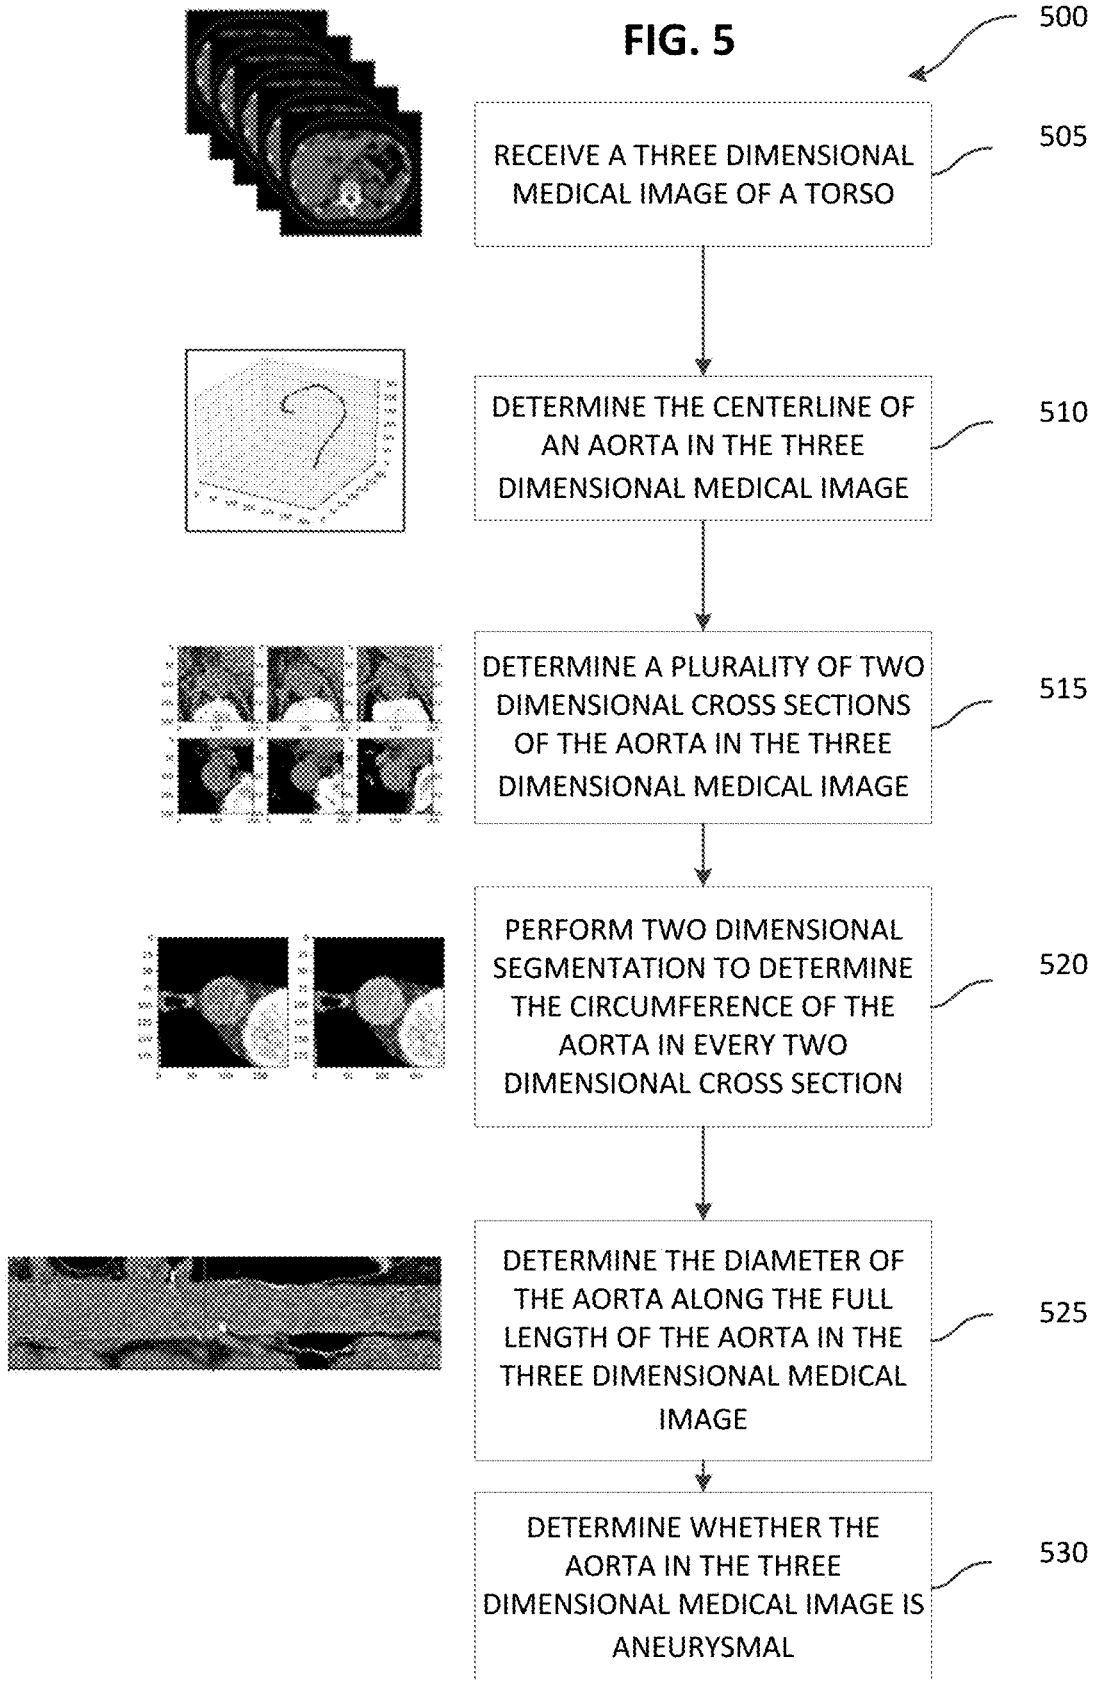 FIG. 5
500
RECEIVE A THREE DIMENSIONAL
MEDICAL IMAGE OF A TORSO
505
DETERMINE THE CENTERLINE OF
AN AORTA IN THE THREE
DIMENSIONAL MEDICAL IMAGE
510
DETERMINE A PLURALITY OF TWO
DIMENSIONAL CROSS SECTIONS
OF THE AORTA IN THE THREE
DIMENSIONAL MEDICAL IMAGE
515
PERFORM TWO DIMENSIONAL
SEGMENTATION TO DETERMINE
THE CIRCUMFERENCE OF THE
AORTA IN EVERY TWO
DIMENSIONAL CROSS SECTION
520
DETERMINE THE DIAMETER OF
THE AORTA ALONG THE FULL
LENGTH OF THE AORTA IN THE
THREE DIMENSIONAL MEDICAL
IMAGE
525
DETERMINE WHETHER THE
AORTA IN THE THREE
DIMENSIONAL MEDICAL IMAGE IS
ANEURYSMAL
530